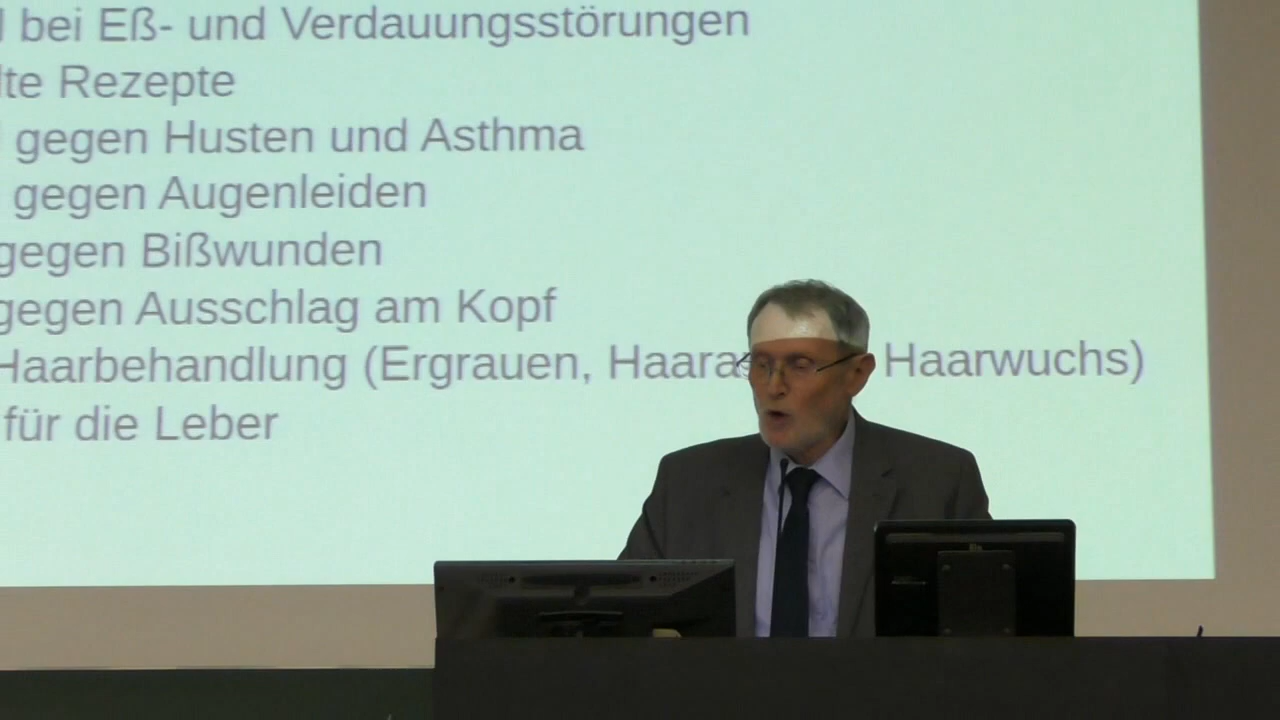 bei Eß- und Verdauungsstörungen
Rezepte
gegen Husten und Asthma
gegen Augenleiden
gegen Bißwunden
gegen Ausschlag am Kopf
Haarbehandlung (Ergrauen, Haarwuchs)
für die Leber